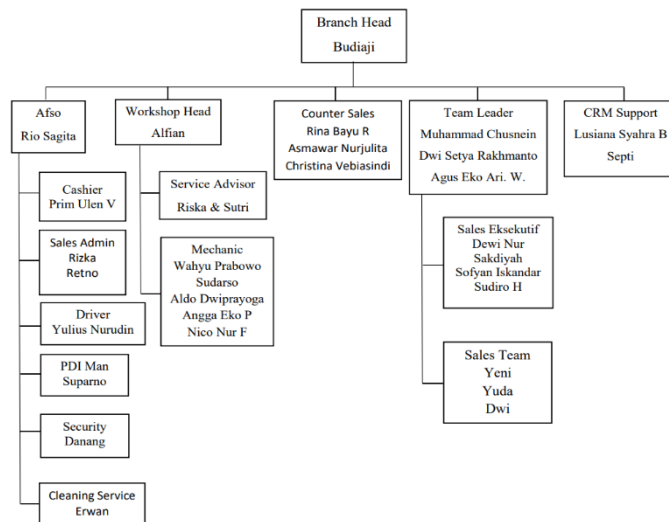 Branch Head
Budiaji
Afso
Rio Sagita
Workshop Head
Alfian
Counter Sales
Rina Bayu R
Asmawar Nurjulita
Christina Vebiasindi
Team Leader
Muhammad Chusnein
Dwi Setya Rakhmanto
Agus Eko Ari. W.
CRM Support
Lusiana Syahra B
Septi
Cashier
Prim Ulen V
Sales Admin
Rizka
Retno
Driver
Yulius Nurudin
PDI Man
Suparno
Security
Danang
Cleaning Service
Erwan
Service Advisor
Riska & Sutri
Mechanic
Wahyu Prabowo
Sudarso
Aldo Dwiprayoga
Angga Eko P
Nico Nur F
Sales Eksekutif
Dewi Nur
Sakdiyah
Sofyan Iskandar
Sudiro H
Sales Team
Yeni
Yuda
Dwi